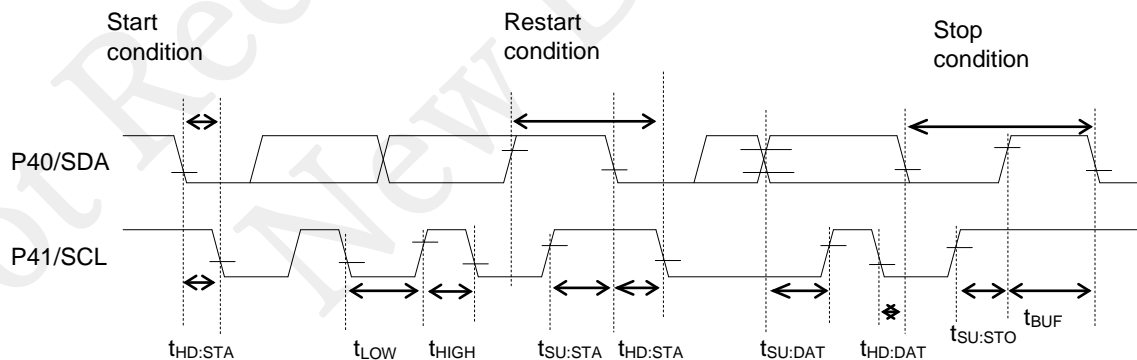 Start
condition
Restart
condition
Stop
condition
P40/SDA
P41/SCL
tHD:STA
tLOW
tHIGH
tSU:STA
tHD:STA
tSU:DAT
tHD:DAT
tSU:STO
tBUF
New